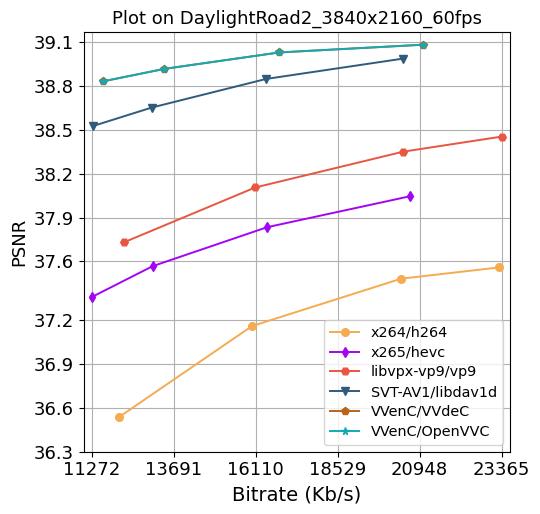 Plot on DaylightRoad2_3840x2160_60fps
39.1
38.8
38.5
38.2
37.9
37.6
37.2
36.9
36.6
36.3
PSNR
x264/h264
x265/hevc
libvpx-vp9/vp9
SVT-AV1/libdav1d
VVenC/VVdeC
VVenC/OpenVVC
11272 13691 16110 18529 20948 23365
Bitrate (Kb/s)